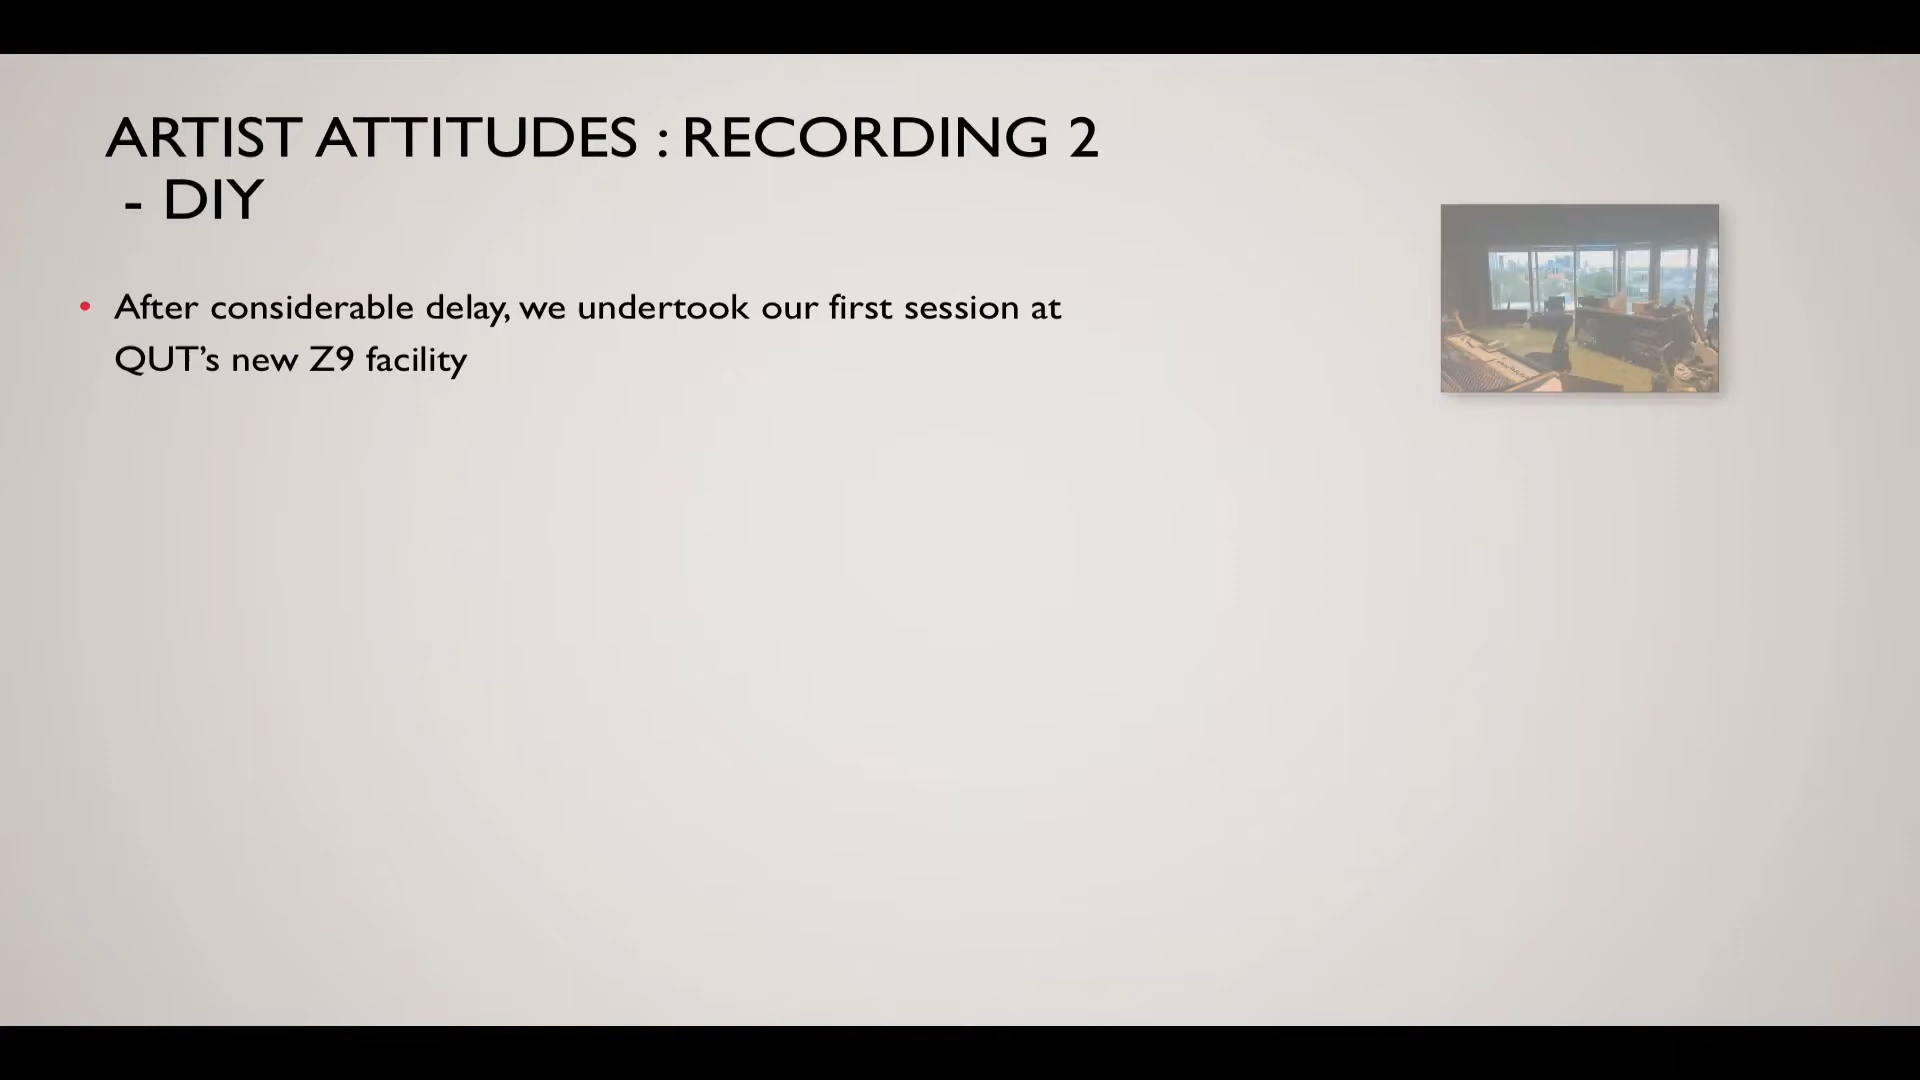 ARTIST ATTITUDES : RECORDING 2
- DIY
• After considerable delay, we undertook our first session at
QUT’s new Z9 facility